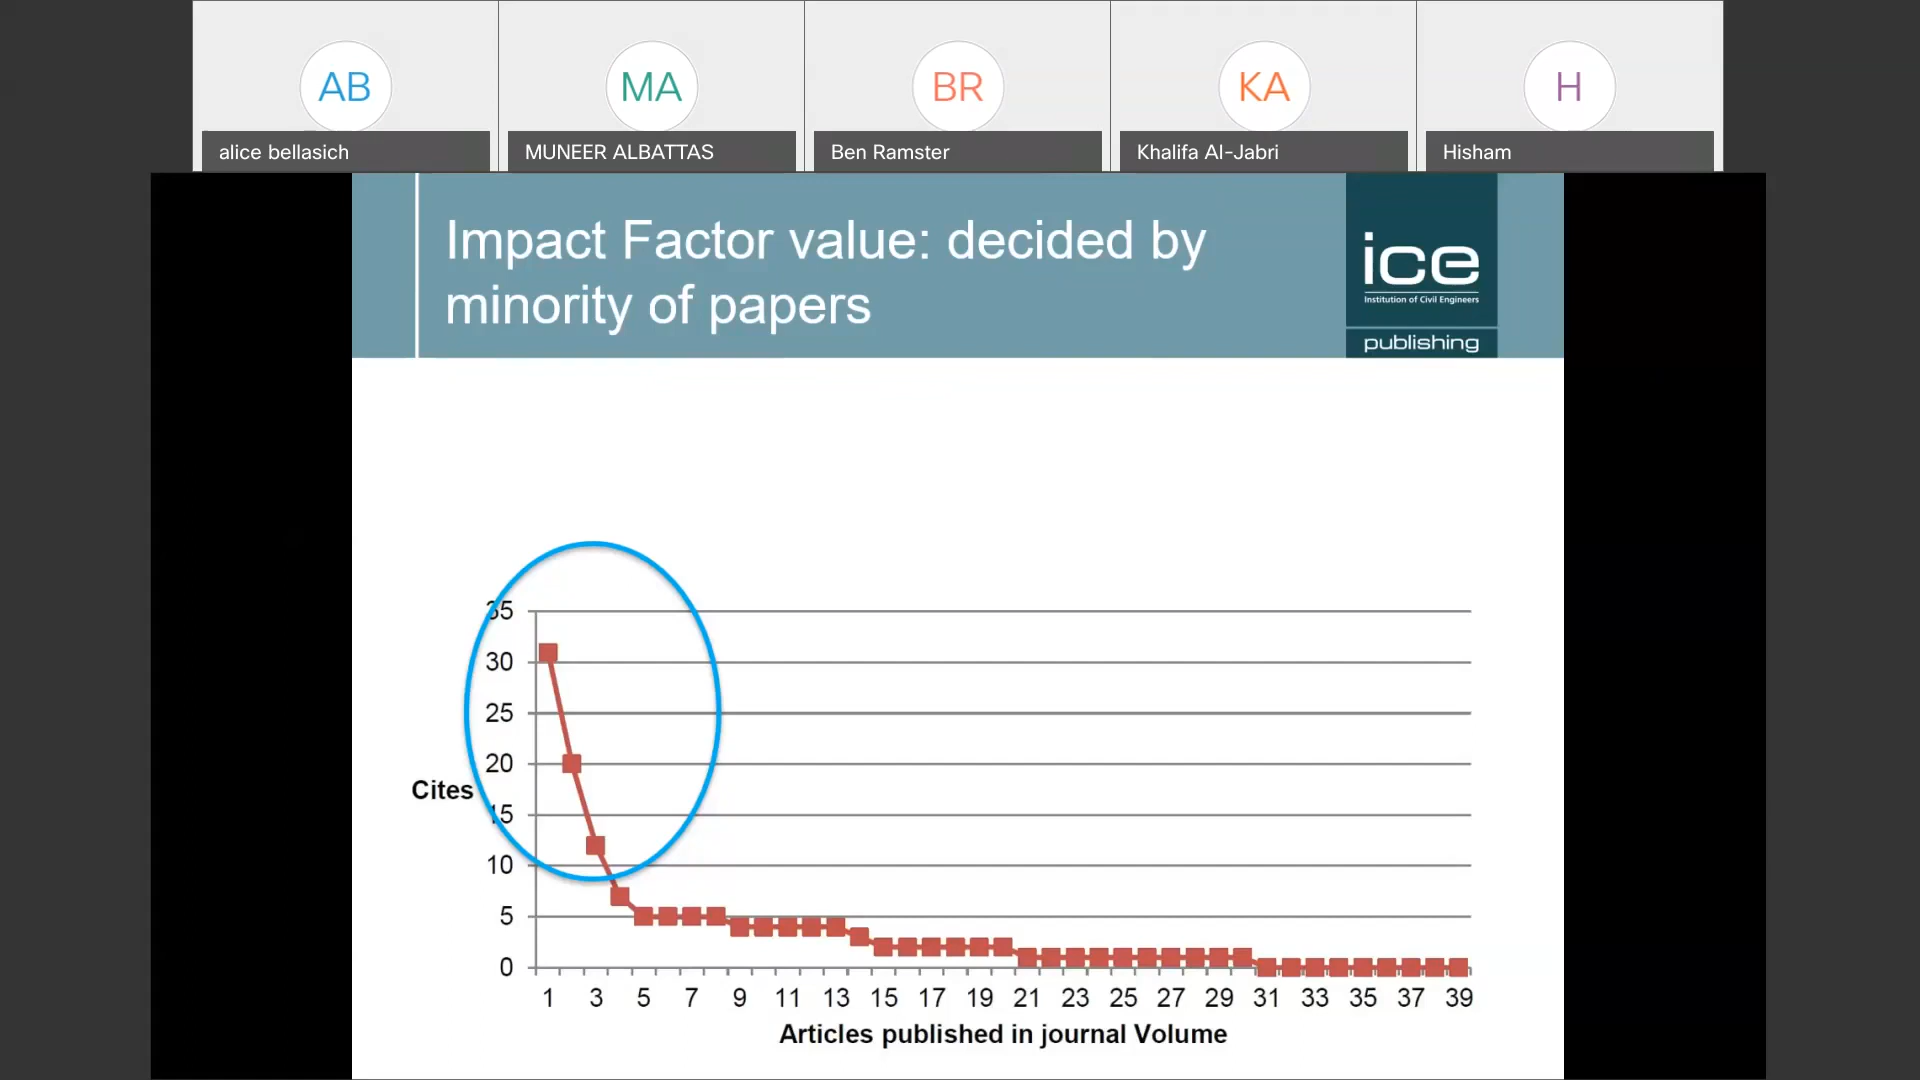 AB
MA
BR
KA
H
alice bellasich
MUNEER ALBATTAS
Ben Ramster
Khalifa Al-Jabri
Hisham
Impact Factor value: decided by
minority of papers
ice
Institution of Civil Engineers
publishing
35
30
25
20
Cites
15
10
5
0
1 3 5 7 9 11 13 15 17 19 21 23 25 27 29 31 33 35 37 39
Articles published in journal Volume